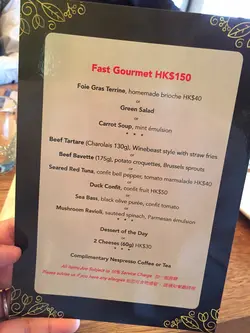 Fast Gourmet HK$150
Foie Gras Terrine, homemade brioche HK$40
or
Green Salad
or
Carrot Soup, mint émulsion
* * *
Beef Tartare (Charolais 130g), Winebeast style with straw fries
or
Beef Bavette (175g), potato croquettes, Brussels sprouts
or
Seared Red Tuna, confit bell pepper, tomato marmalade HK$40
or
Duck Confit, ceps fruit HK$50
or
Sea Bass, black olive purée, confit tomato
or
Mushroom Ravioli, sauteed spinach, Parmesan émulsion
* * *
Dessert of the Day
or
2 Cheeses (60g) HK$30
* * *
Complimentary Nespresso Coffee or Tea
All items are Subject to 10% Service Charge
Please advise us if you have any allergies